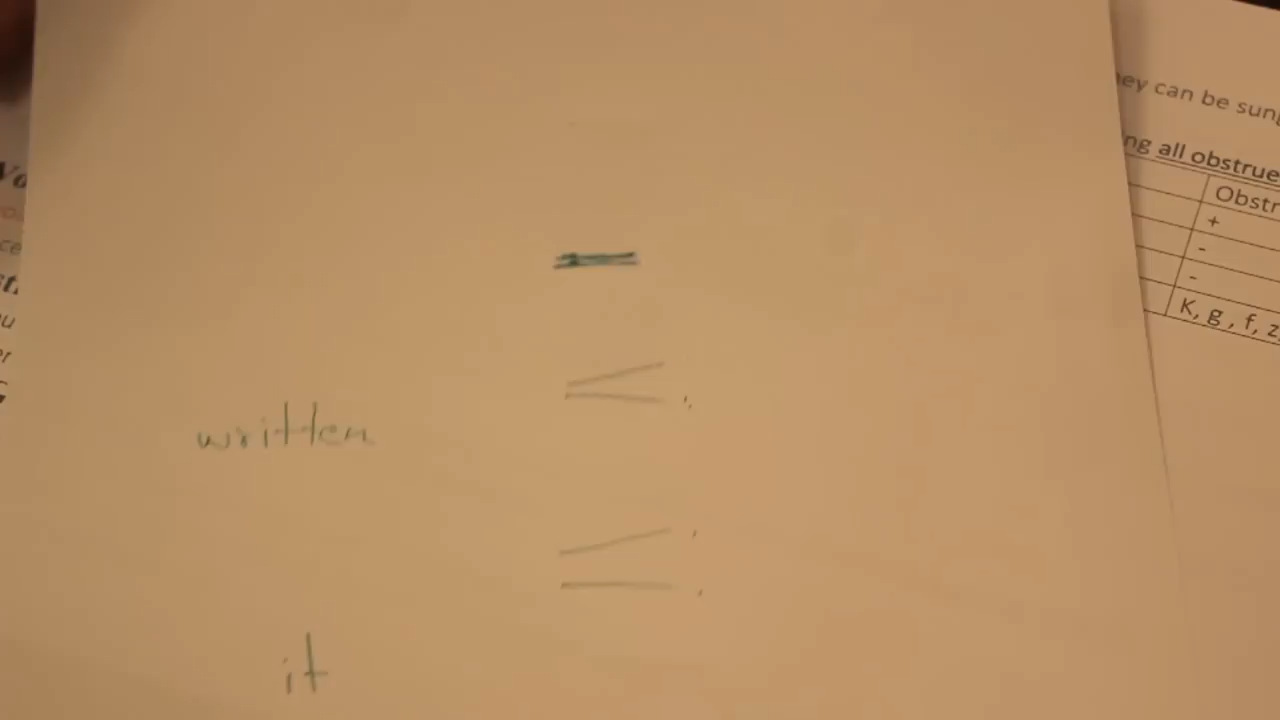 written
it
ey can be sung
ng all obstrue
Obstr
+
-
-
K, g , f, z,